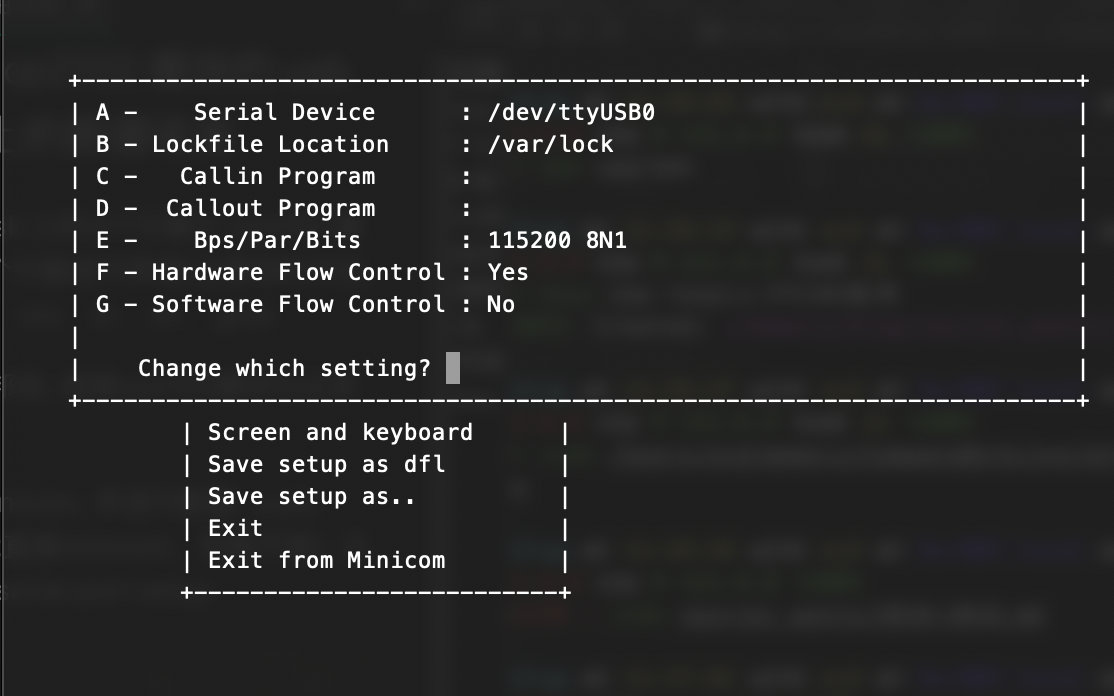 +-----------------------------------------------------------------------+
| A -    Serial Device      : /dev/ttyUSB0                              |
| B - Lockfile Location     : /var/lock                                 |
| C -   Callin Program      :                                           |
| D -  Callout Program      :                                           |
| E -    Bps/Par/Bits       : 115200 8N1                                |
| F - Hardware Flow Control : Yes                                       |
| G - Software Flow Control : No                                        |
|                                                                       |
|    Change which setting?                                              |
+-----------------------------------------------------------------------+
        | Screen and keyboard      |
        | Save setup as dfl        |
        | Save setup as..          |
        | Exit                     |
        | Exit from Minicom        |
        +--------------------------+